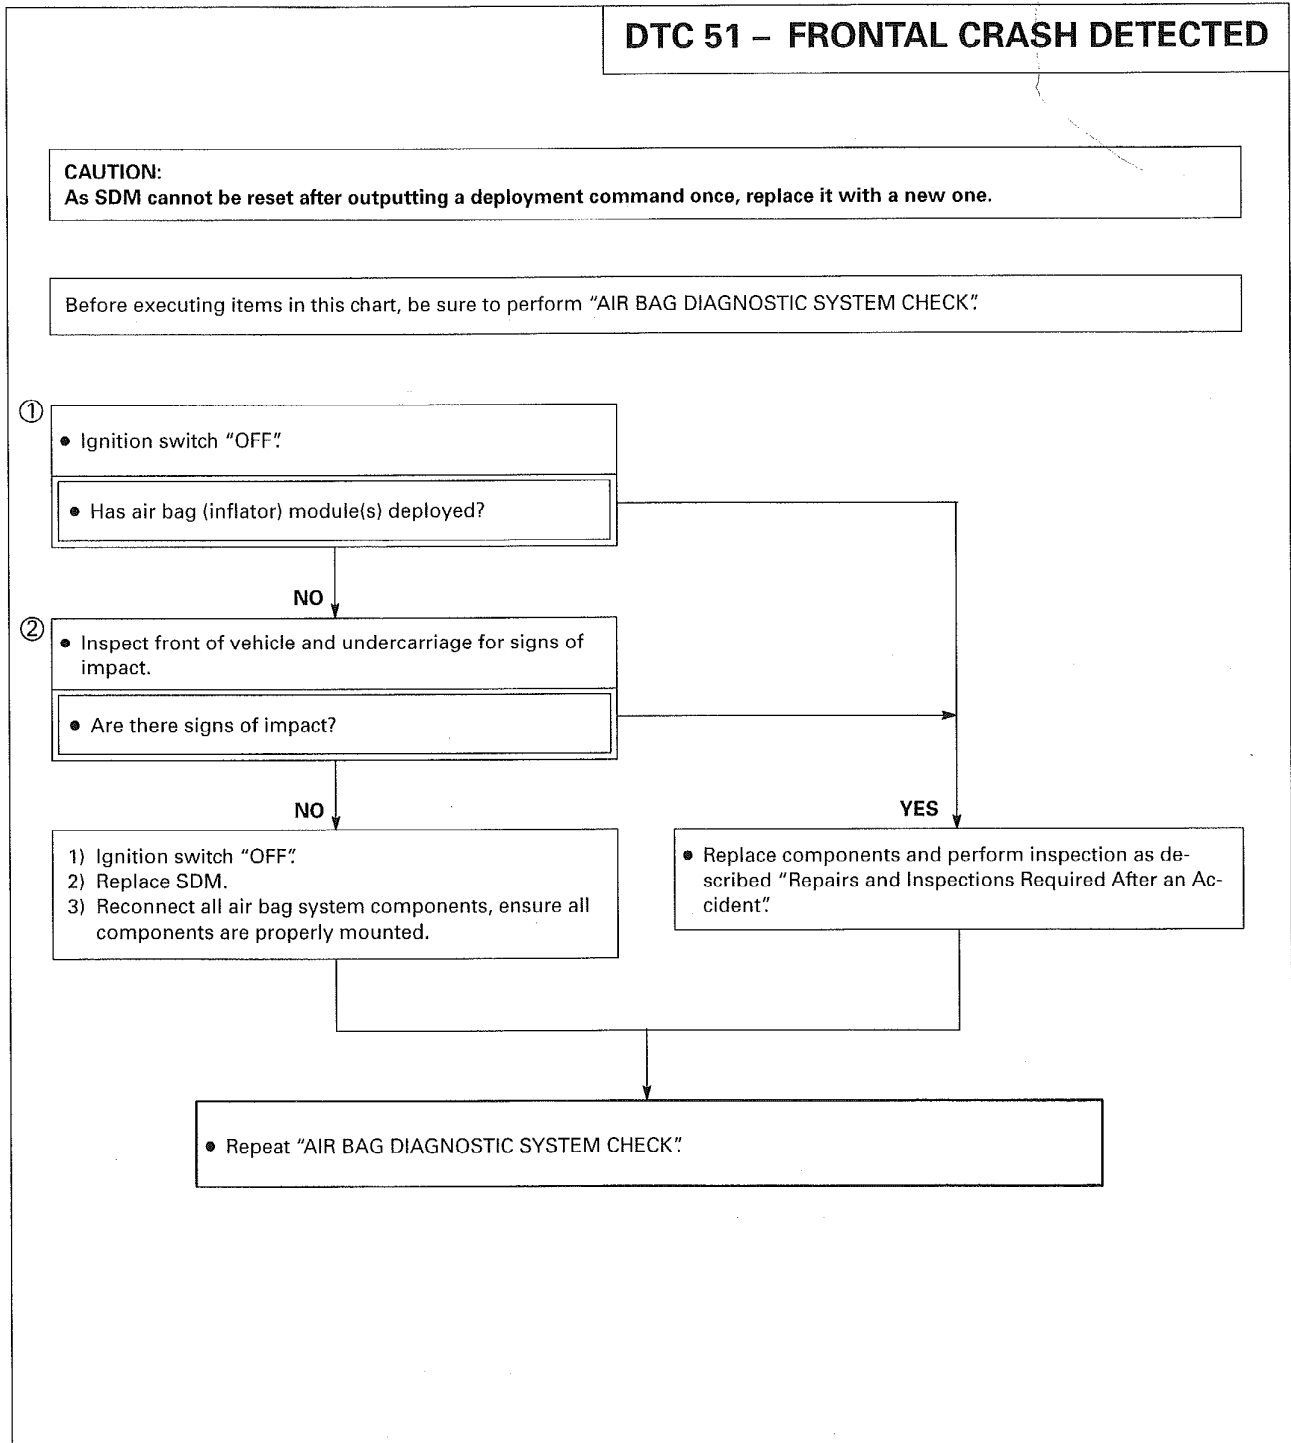 DTC 51 – FRONTAL CRASH DETECTED
CAUTION:
As SDM cannot be reset after outputting a deployment command once, replace it with a new one.
Before executing items in this chart, be sure to perform “AIR BAG DIAGNOSTIC SYSTEM CHECK”.
①
• Ignition switch “OFF”.
• Has air bag (inflator) module(s) deployed?
NO
②
• Inspect front of vehicle and undercarriage for signs of
impact.
• Are there signs of impact?
NO
YES
1) Ignition switch “OFF”.
2) Replace SDM.
3) Reconnect all air bag system components, ensure all
components are properly mounted.
• Replace components and perform inspection as de-
scribed “Repairs and Inspections Required After an Ac-
cident”.
• Repeat “AIR BAG DIAGNOSTIC SYSTEM CHECK”.